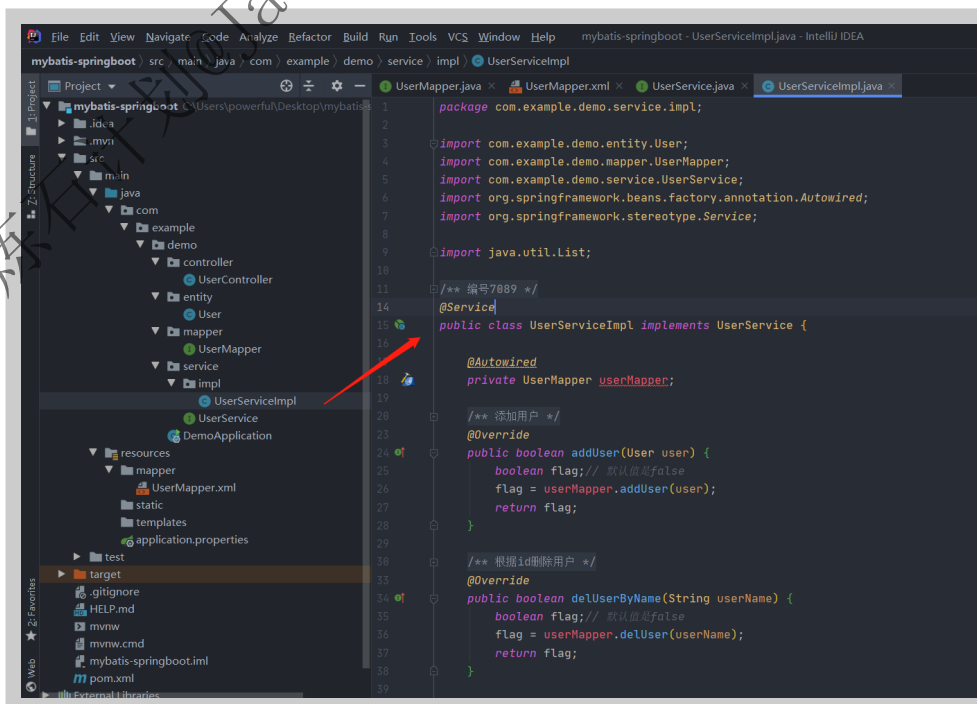 File Edit View Navigate Code Analyze Refactor Build Run Tools VCS Window Help mybatis-springboot - UserServiceImpl.java - IntelliJ IDEA
mybatis-springboot src main java com example demo service impl UserServiceImpl
Project
UserMapper.java UserMapper.xml UserService.java UserServiceImpl.java
1: Project
Z: Structure
2: Favorites
Web
mybatis-springboot C:\Users\powerful\Desktop\mybatis-s
.idea
.mvn
src
main
java
com
example
demo
controller
UserController
entity
User
mapper
UserMapper
service
impl
UserServiceImpl
UserService
DemoApplication
resources
mapper
UserMapper.xml
static
templates
application.properties
test
target
.gitignore
HELP.md
mvnw
mvnw.cmd
mybatis-springboot.iml
pom.xml
External Libraries
1 package com.example.demo.service.impl;
2
3 import com.example.demo.entity.User;
4 import com.example.demo.mapper.UserMapper;
5 import com.example.demo.service.UserService;
6 import org.springframework.beans.factory.annotation.Autowired;
7 import org.springframework.stereotype.Service;
8
9 import java.util.List;
10
11 /** 编号7089 */
14 @Service
15 public class UserServiceImpl implements UserService {
16
@Autowired
18 private UserMapper userMapper;
19
20 /** 添加用户 */
23 @Override
24 public boolean addUser(User user) {
25 boolean flag;// 默认值是false
26 flag = userMapper.addUser(user);
27 return flag;
28 }
29
30 /** 根据id删除用户 */
33 @Override
34 public boolean delUserByName(String userName) {
35 boolean flag;// 默认值是false
36 flag = userMapper.delUser(userName);
37 return flag;
38 }
39